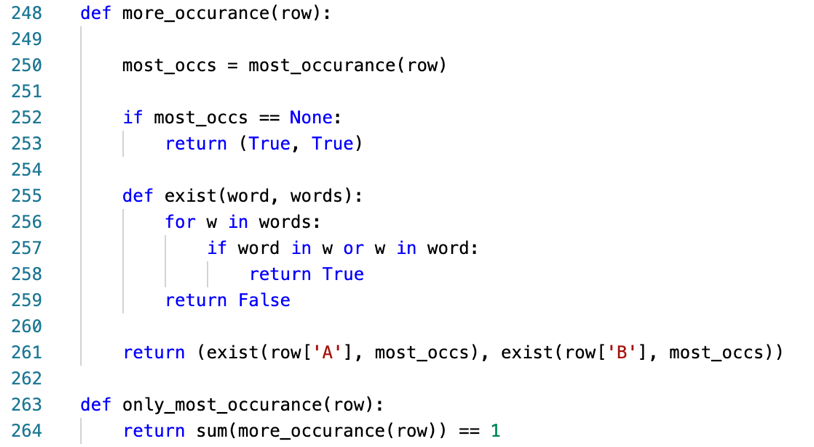 248 def more_occurance(row):
249
250     most_occs = most_occurance(row)
251
252     if most_occs == None:
253         return (True, True)
254
255     def exist(word, words):
256         for w in words:
257             if word in w or w in word:
258                 return True
259         return False
260
261     return (exist(row['A'], most_occs), exist(row['B'], most_occs))
262
263 def only_most_occurance(row):
264     return sum(more_occurance(row)) == 1